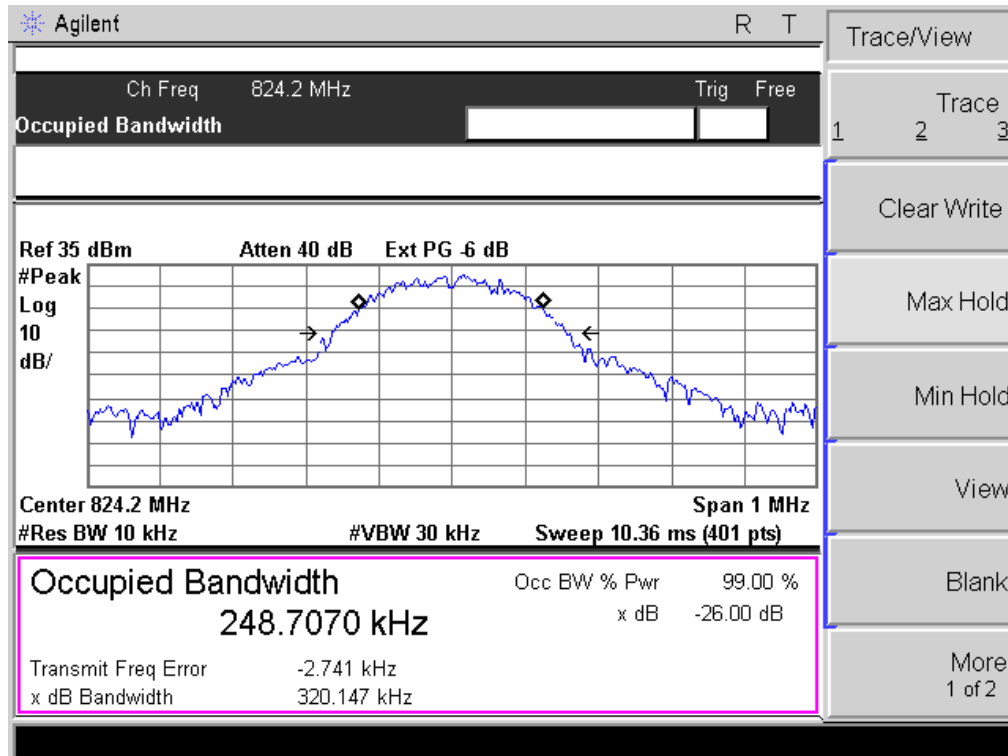 Agilent R T
Trace/View
Ch Freq 824.2 MHz Trig Free
Occupied Bandwidth
Trace
1 2 3
Clear Write
Max Hold
Min Hold
View
Blank
More
1 of 2
Ref 35 dBm Atten 40 dB Ext PG -6 dB
#Peak
Log
10
dB/
Center 824.2 MHz Span 1 MHz
#Res BW 10 kHz #VBW 30 kHz Sweep 10.36 ms (401 pts)
Occupied Bandwidth
248.7070 kHz
Occ BW % Pwr 99.00 %
x dB -26.00 dB
Transmit Freq Error -2.741 kHz
x dB Bandwidth 320.147 kHz